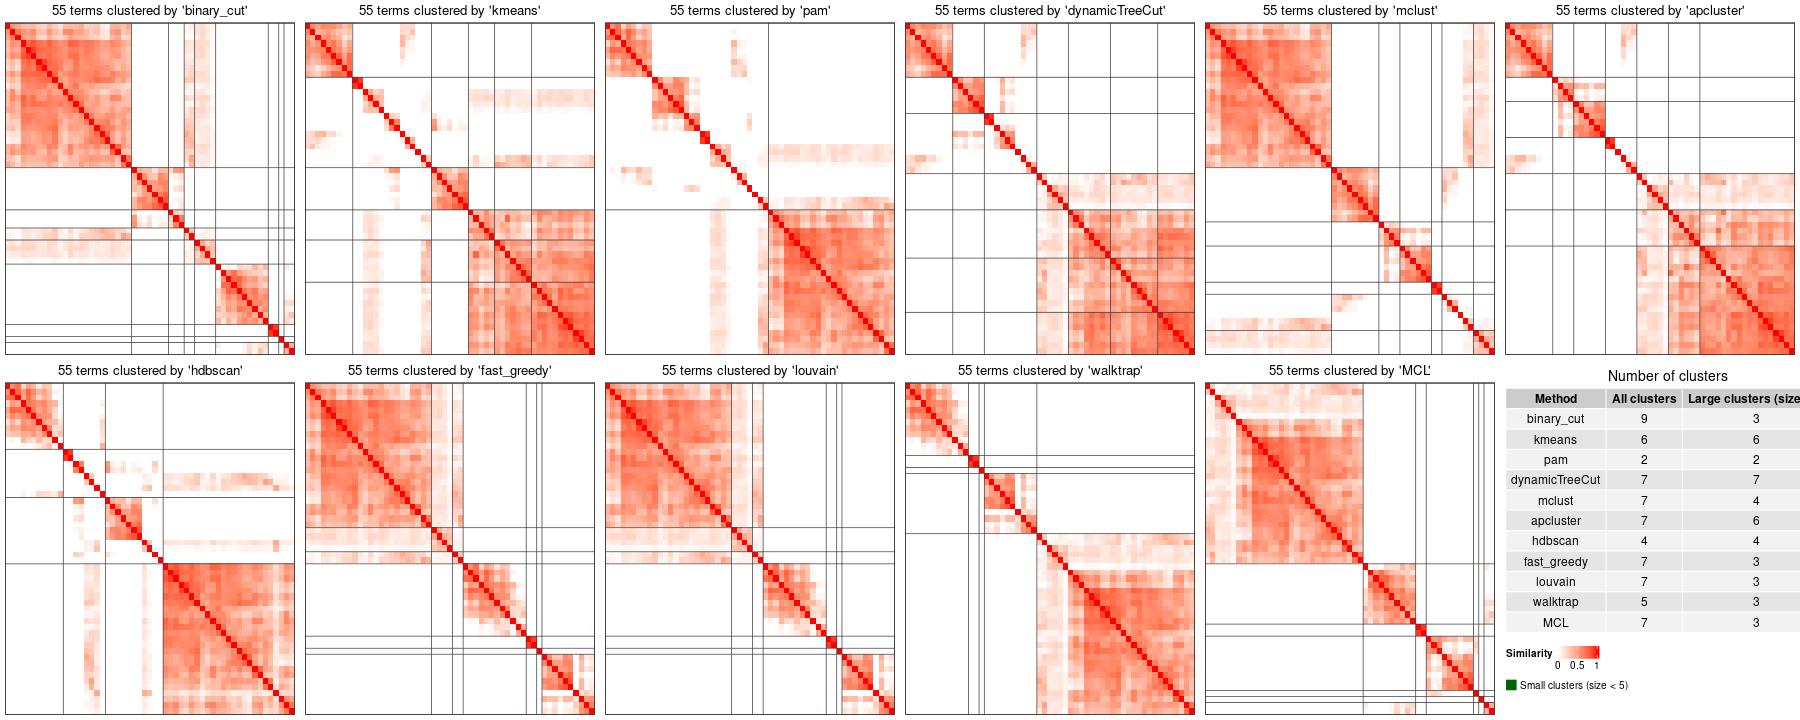 55 terms clustered by 'binary_cut'
55 terms clustered by 'kmeans'
55 terms clustered by 'pam'
55 terms clustered by 'dynamicTreeCut'
55 terms clustered by 'mclust'
55 terms clustered by 'apcluster'
55 terms clustered by 'hdbscan'
55 terms clustered by 'fast_greedy'
55 terms clustered by 'louvain'
55 terms clustered by 'walktrap'
55 terms clustered by 'MCL'
Number of clusters
Method All clusters Large clusters (size
binary_cut 9 3
kmeans 6 6
pam 2 2
dynamicTreeCut 7 7
mclust 7 4
apcluster 7 6
hdbscan 4 4
fast_greedy 7 3
louvain 7 3
walktrap 5 3
MCL 7 3
Similarity
0 0.5 1
Small clusters (size < 5)